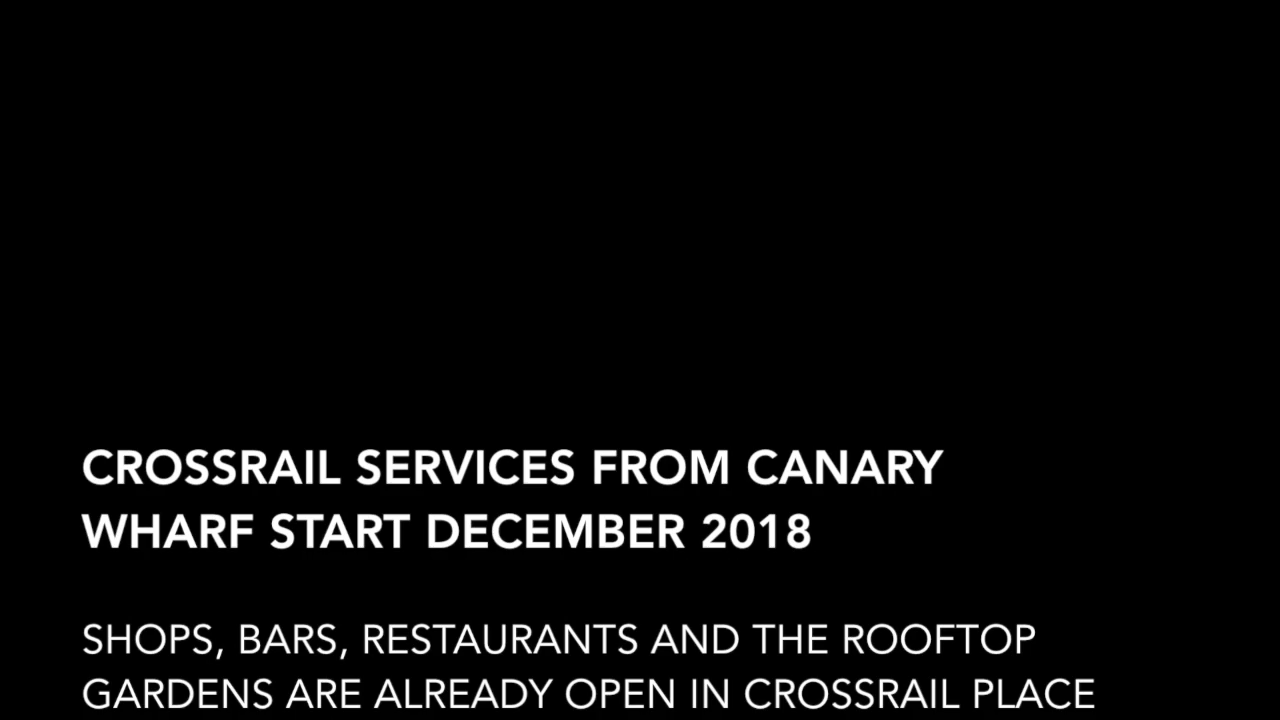 CROSSRAIL SERVICES FROM CANARY
WHARF START DECEMBER 2018
SHOPS, BARS, RESTAURANTS AND THE ROOFTOP
GARDENS ARE ALREADY OPEN IN CROSSRAIL PLACE